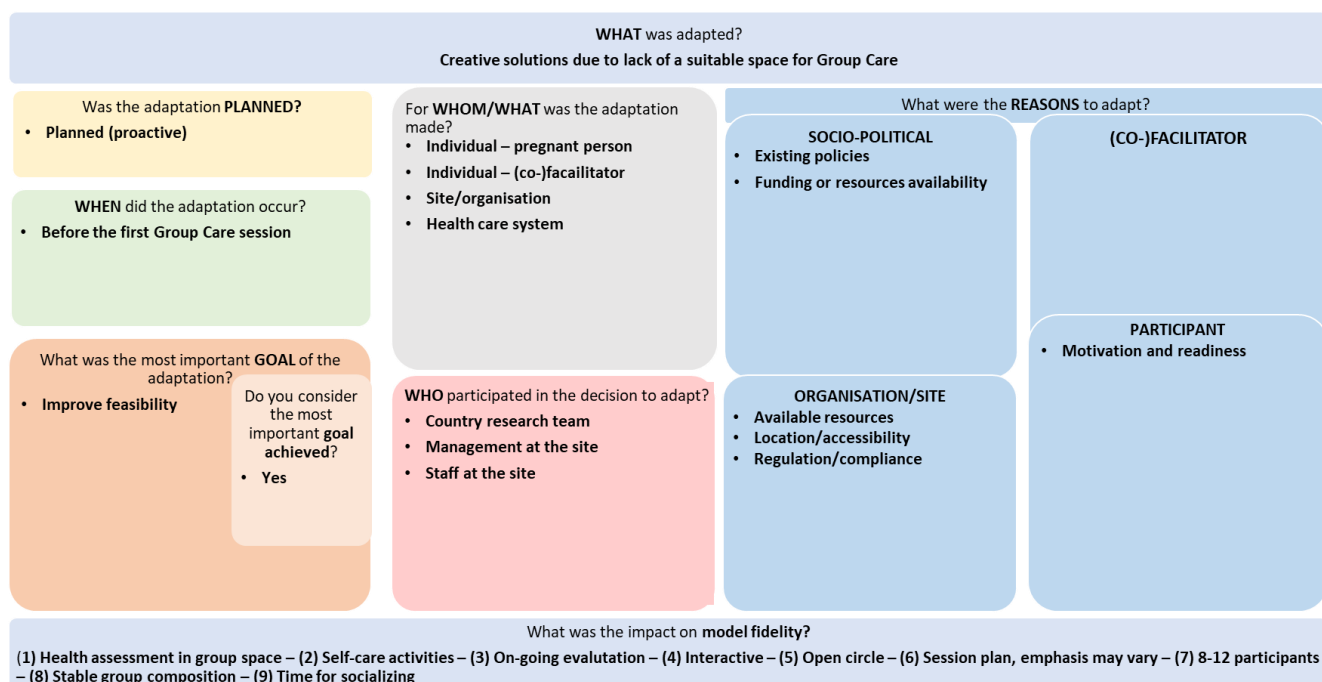 WHAT was adapted?
Creative solutions due to lack of a suitable space for Group Care
Was the adaptation PLANNED?
• Planned (proactive)
WHEN did the adaptation occur?
• Before the first Group Care session
What was the most important GOAL of the
adaptation?
• Improve feasibility
Do you consider
the most
important goal
achieved?
• Yes
For WHOM/WHAT was the adaptation
made?
• Individual – pregnant person
• Individual – (co-)facailitator
• Site/organisation
• Health care system
WHO participated in the decision to adapt?
• Country research team
• Management at the site
• Staff at the site
What were the REASONS to adapt?
SOCIO-POLITICAL
• Existing policies
• Funding or resources availability
(CO-)FACILITATOR
ORGANISATION/SITE
• Available resources
• Location/accessibility
• Regulation/compliance
PARTICIPANT
• Motivation and readiness
What was the impact on model fidelity?
(1) Health assessment in group space – (2) Self-care activities – (3) On-going evalutation – (4) Interactive – (5) Open circle – (6) Session plan, emphasis may vary – (7) 8-12 participants
– (8) Stable group composition – (9) Time for socializing